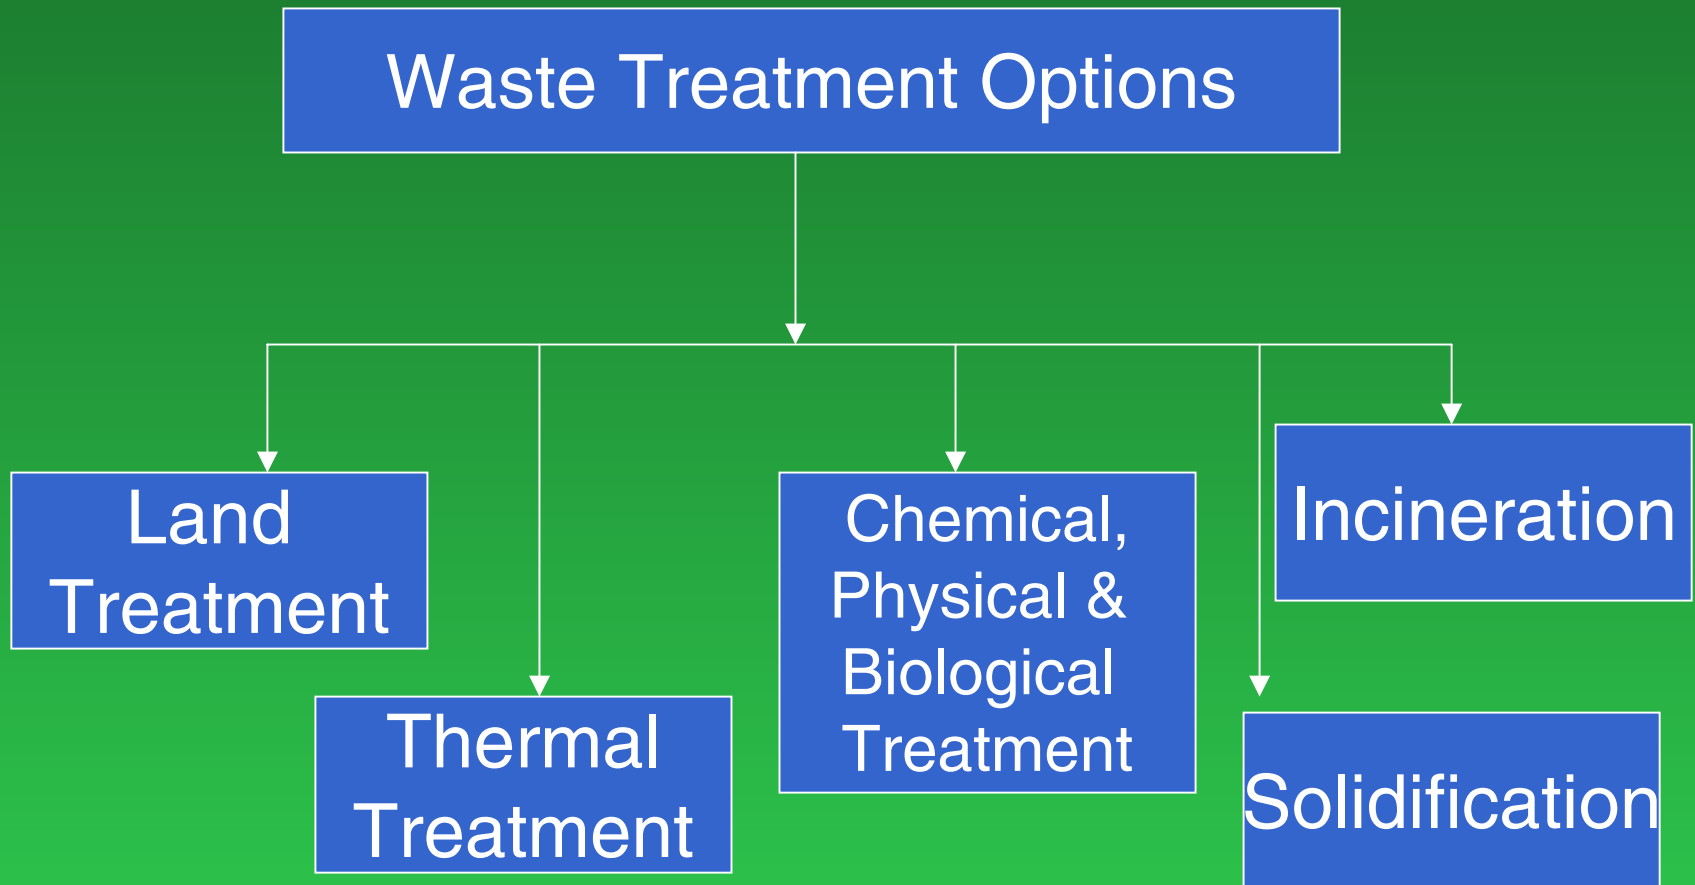 Waste Treatment Options
Land
Treatment
Thermal
Treatment
Chemical,
Physical &
Biological
Treatment
Incineration
Solidification